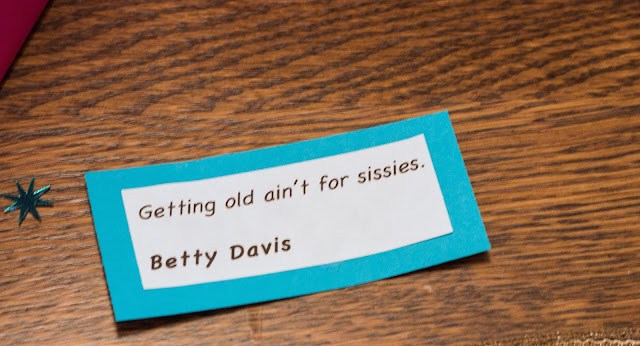 Getting old ain't for sissies.
Betty Davis